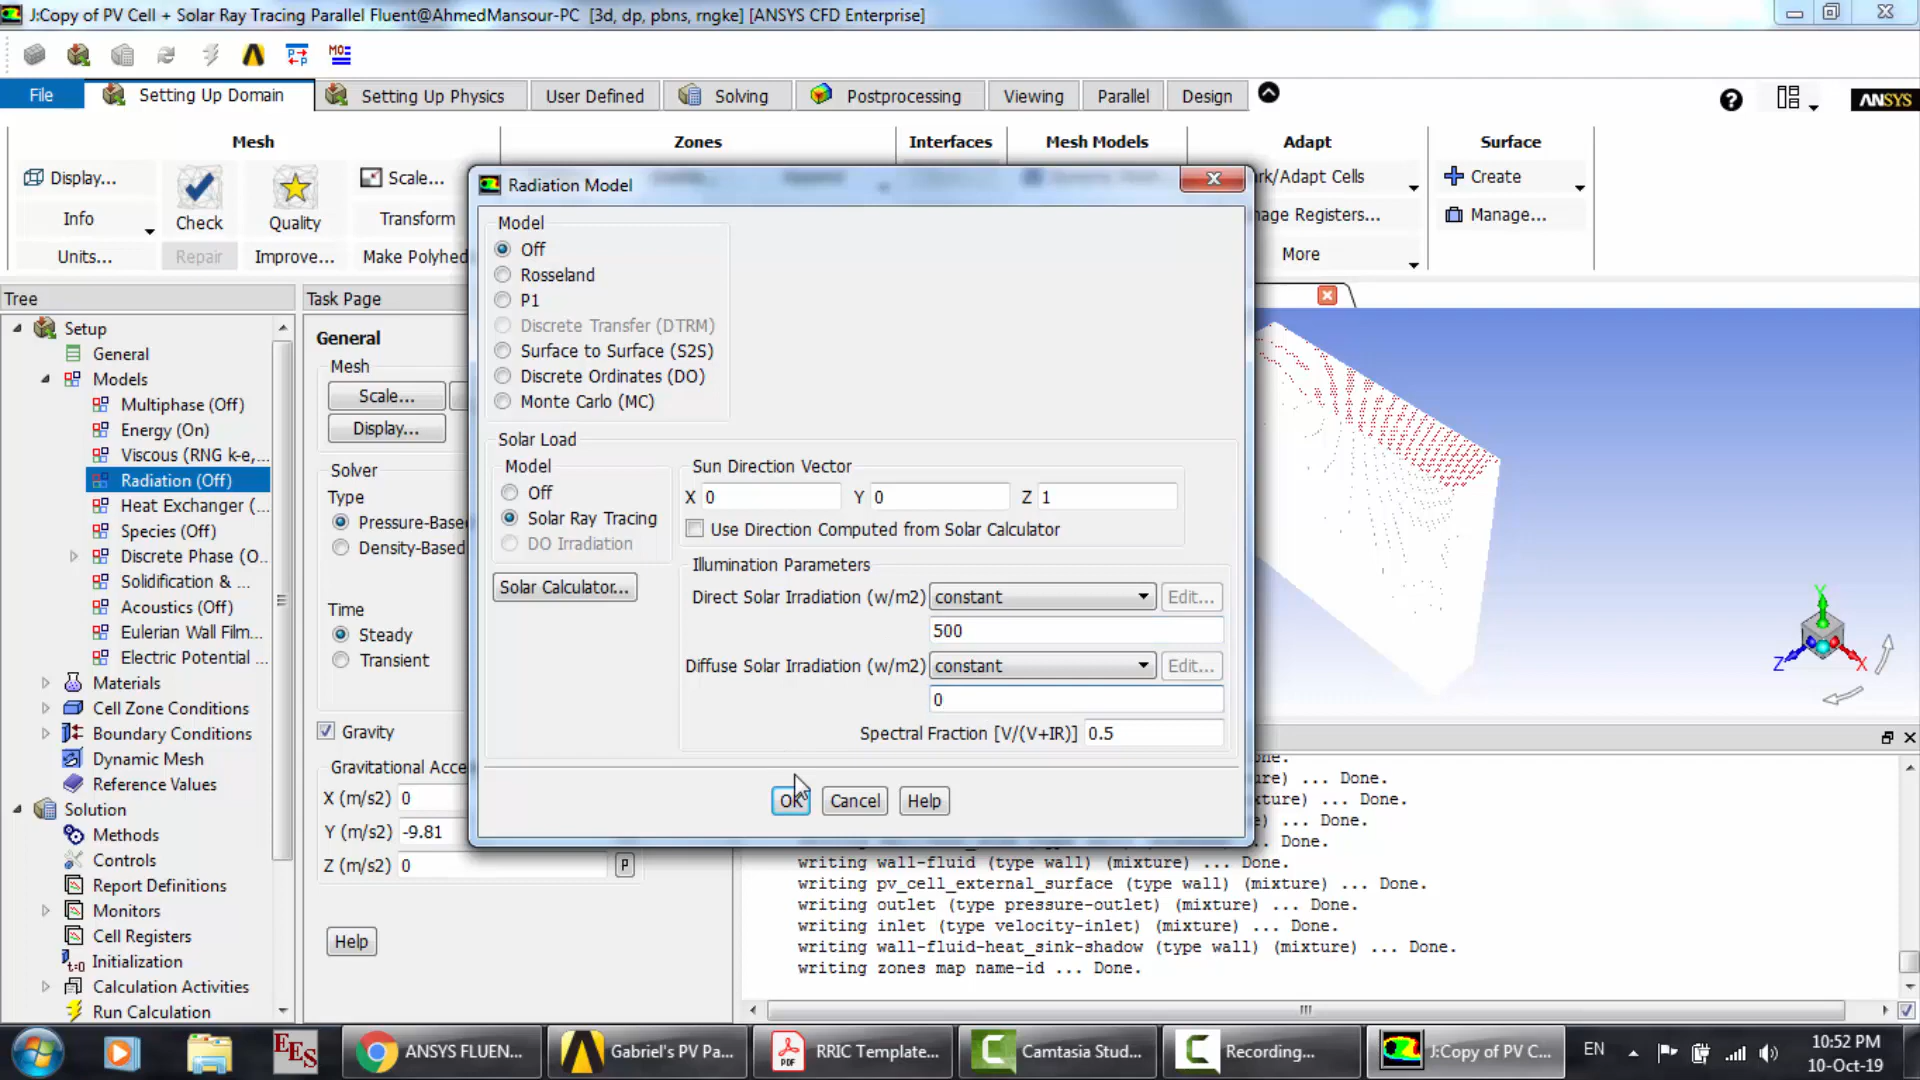 J:Copy of PV Cell + Solar Ray Tracing Parallel Fluent@AhmedMansour-PC [3d, dp, pbns, rngke] [ANSYS CFD Enterprise]
File
Setting Up Domain
Setting Up Physics
User Defined
Solving
Postprocessing
Viewing
Parallel
Design
ANSYS
Mesh
Zones
Interfaces
Mesh Models
Adapt
Surface
Display...
Scale...
rk/Adapt Cells
Create
Info
Check
Quality
Transform
nage Registers...
Manage...
Units...
Repair
Improve...
Make Polyhed
More
Tree
Setup
General
Models
Multiphase (Off)
Energy (On)
Viscous (RNG k-e,...
Radiation (Off)
Heat Exchanger (...
Species (Off)
Discrete Phase (O...
Solidification & ...
Acoustics (Off)
Eulerian Wall Film...
Electric Potential ...
Materials
Cell Zone Conditions
Boundary Conditions
Dynamic Mesh
Reference Values
Solution
Methods
Controls
Report Definitions
Monitors
Cell Registers
Initialization
Calculation Activities
Run Calculation
Task Page
General
Mesh
Scale...
Display...
Solver
Type
Pressure-Base
Density-Based
Time
Steady
Transient
Gravity
Gravitational Acce
X (m/s2) 0
Y (m/s2) -9.81
Z (m/s2) 0
P
Help
Radiation Model
Model
Off
Rosseland
P1
Discrete Transfer (DTRM)
Surface to Surface (S2S)
Discrete Ordinates (DO)
Monte Carlo (MC)
Solar Load
Model
Off
Solar Ray Tracing
DO Irradiation
Solar Calculator...
Sun Direction Vector
X 0 Y 0 Z 1
Use Direction Computed from Solar Calculator
Illumination Parameters
Direct Solar Irradiation (w/m2) constant Edit...
500
Diffuse Solar Irradiation (w/m2) constant Edit...
0
Spectral Fraction [V/(V+IR)] 0.5
OK Cancel Help
Y
Z
X
ne.
ure) ... Done.
xture) ... Done.
e) ... Done.
. Done.
writing wall-fluid (type wall) (mixture) ... Done.
writing pv_cell_external_surface (type wall) (mixture) ... Done.
writing outlet (type pressure-outlet) (mixture) ... Done.
writing inlet (type velocity-inlet) (mixture) ... Done.
writing wall-fluid-heat_sink-shadow (type wall) (mixture) ... Done.
writing zones map name-id ... Done.
EES
ANSYS FLUEN...
Gabriel's PV Pa...
PDF
RRIC Template...
Camtasia Stud...
Recording...
J:Copy of PV C...
EN
10:52 PM
10-Oct-19